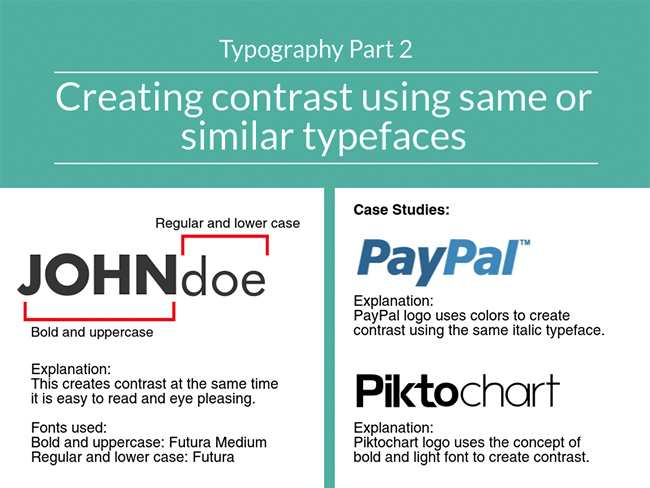 Typography Part 2
Creating contrast using same or
similar typefaces
Regular and lower case
JOHNdoe
Bold and uppercase
Explanation:
This creates contrast at the same time
it is easy to read and eye pleasing.
Fonts used:
Bold and uppercase: Futura Medium
Regular and lower case: Futura
Case Studies:
PayPal™
Explanation:
PayPal logo uses colors to create
contrast using the same italic typeface.
Piktochart
Explanation:
Piktochart logo uses the concept of
bold and light font to create contrast.